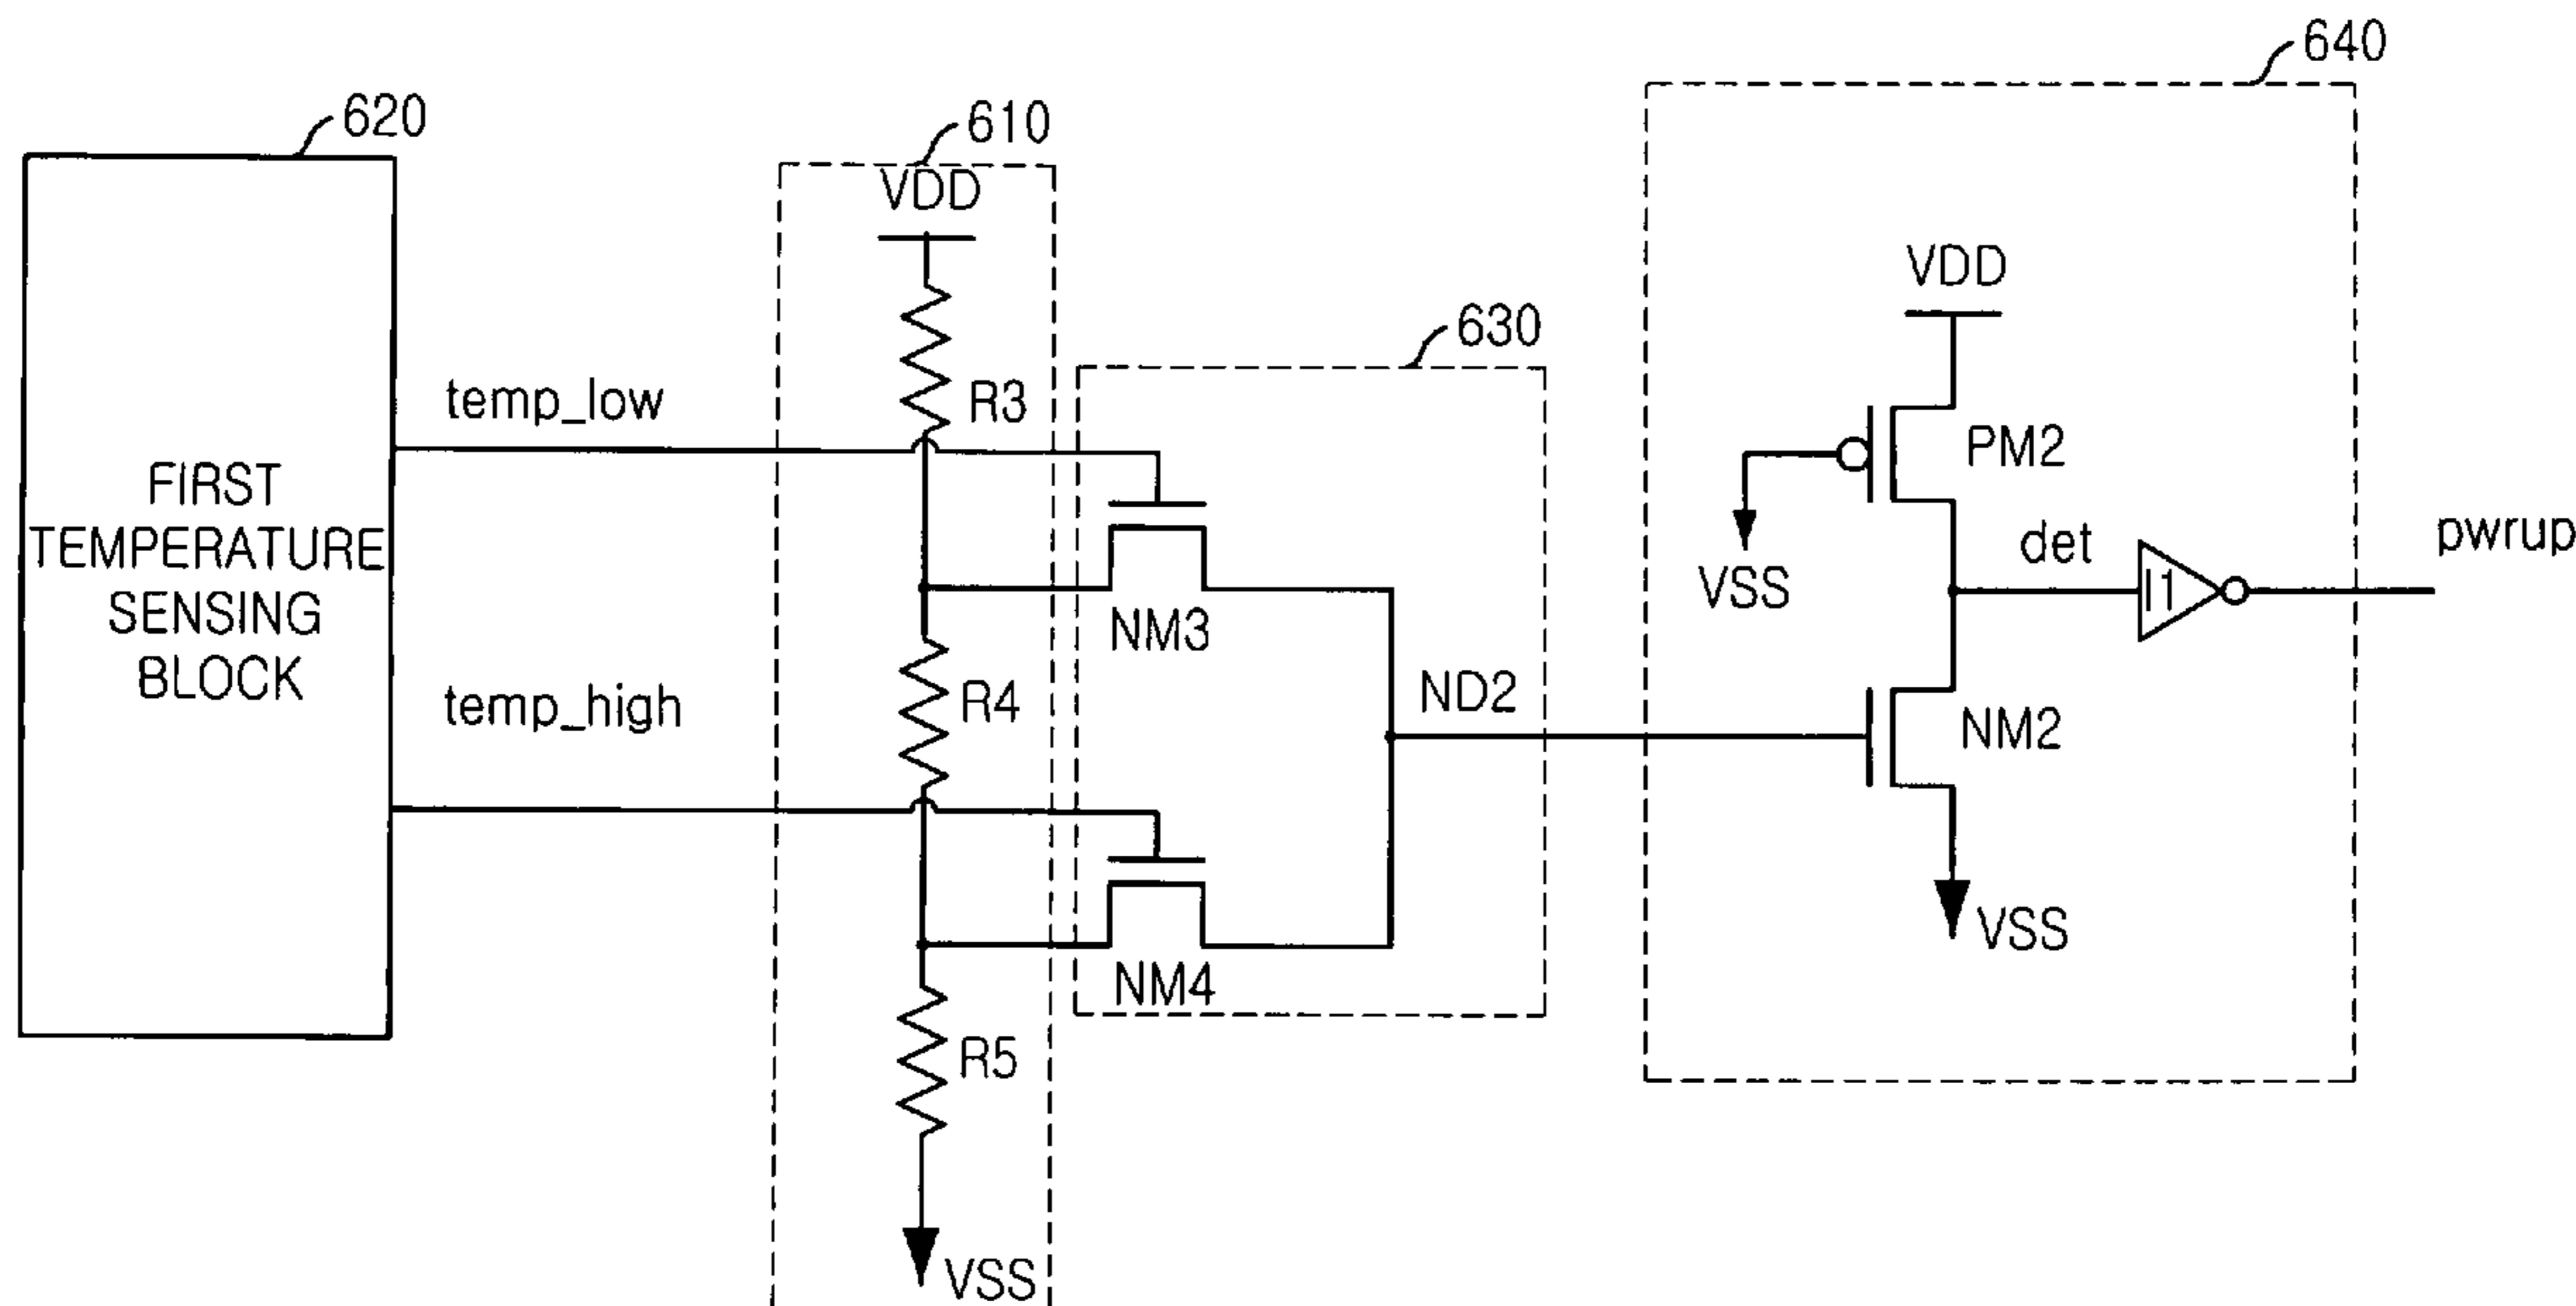 640
620
610
VDD
VDD
630
temp_low
R3
PM2
FIRST
TEMPERATURE
SENSING
BLOCK
det
I1
pwrup
VSS
NM3
temp_high
R4
ND2
NM2
VSS
NM4
R5
VSS